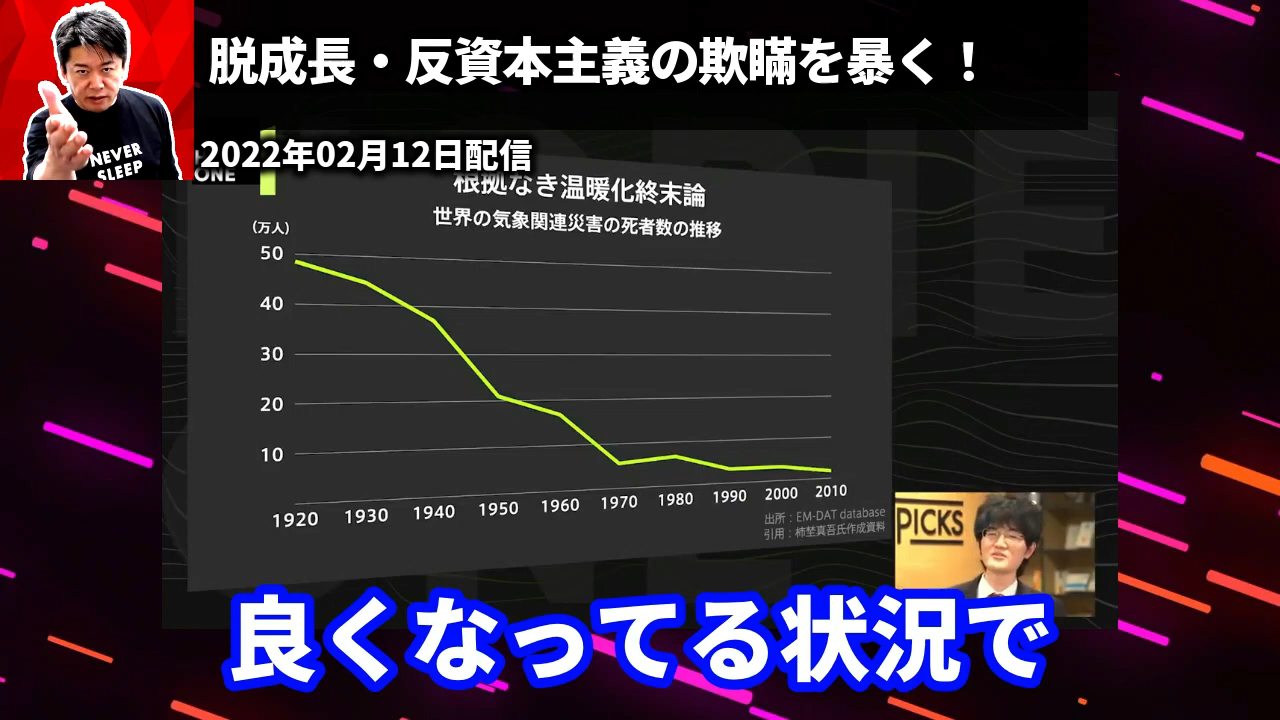 脱成長・反資本主義の欺瞞を暴く！
NEVER
SLEEP
2022年02月12日配信
ONE
根拠なき温暖化終末論
世界の気象関連災害の死者数の推移
(万人)
50
40
30
20
10
1920 1930 1940 1950 1960 1970 1980 1990 2000 2010
出所：EM-DAT database
引用：柿埜真吾氏作成資料
PICKS
良くなってる状況で